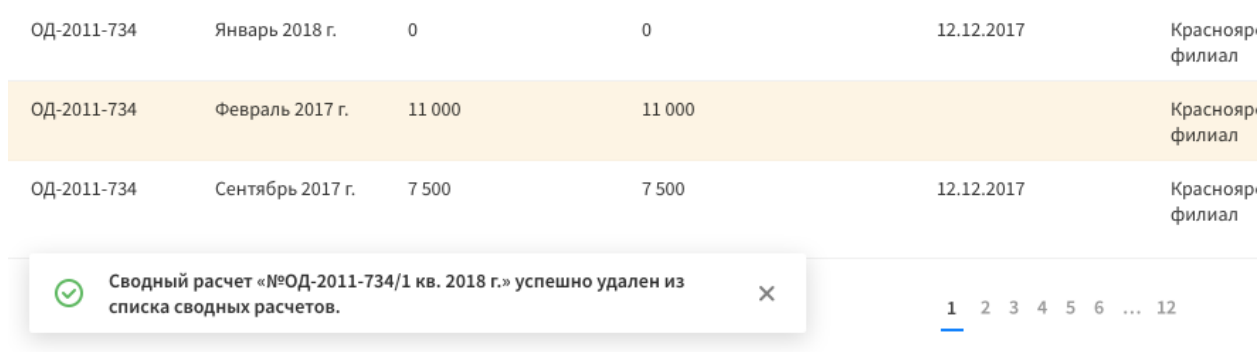 ОД-2011-734 Январь 2018 г. 0 0 12.12.2017
филиал
ОД-2011-734 Февраль 2017 г. 11 000 11 000
филиал
ОД-2011-734 Сентябрь 2017 г. 7 500 7 500 12.12.2017
филиал
Сводный расчет «№ОД-2011-734/1 кв. 2018 г.» успешно удален из
списка сводных расчетов.
1 2 3 4 5 6 ... 12